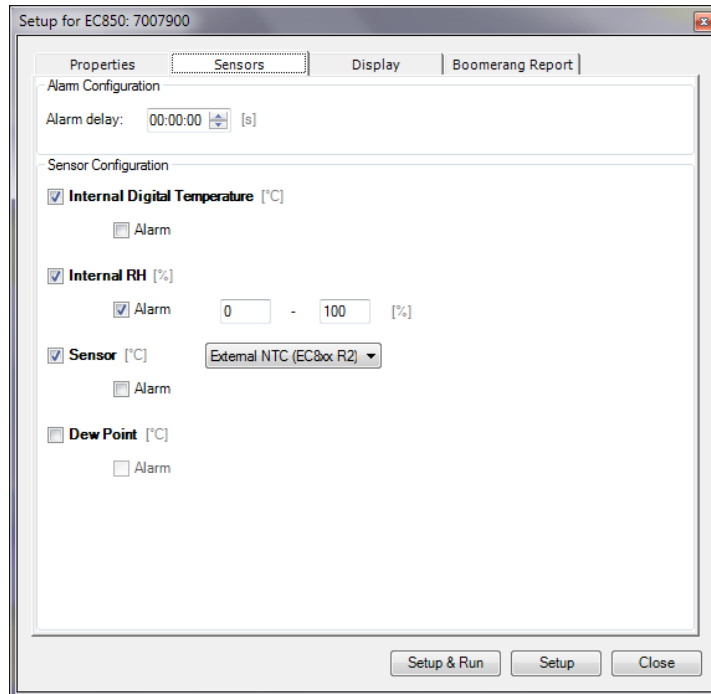 Setup for EC850: 7007900
Properties Sensors Display Boomerang Report
Alarm Configuration
Alarm delay: 00:00:00 [s]
Sensor Configuration
Internal Digital Temperature [°C]
Alarm
Internal RH [%]
Alarm 0 - 100 [%]
Sensor [°C] External NTC (EC8xx R2)
Alarm
Dew Point [°C]
Alarm
Setup & Run Setup Close